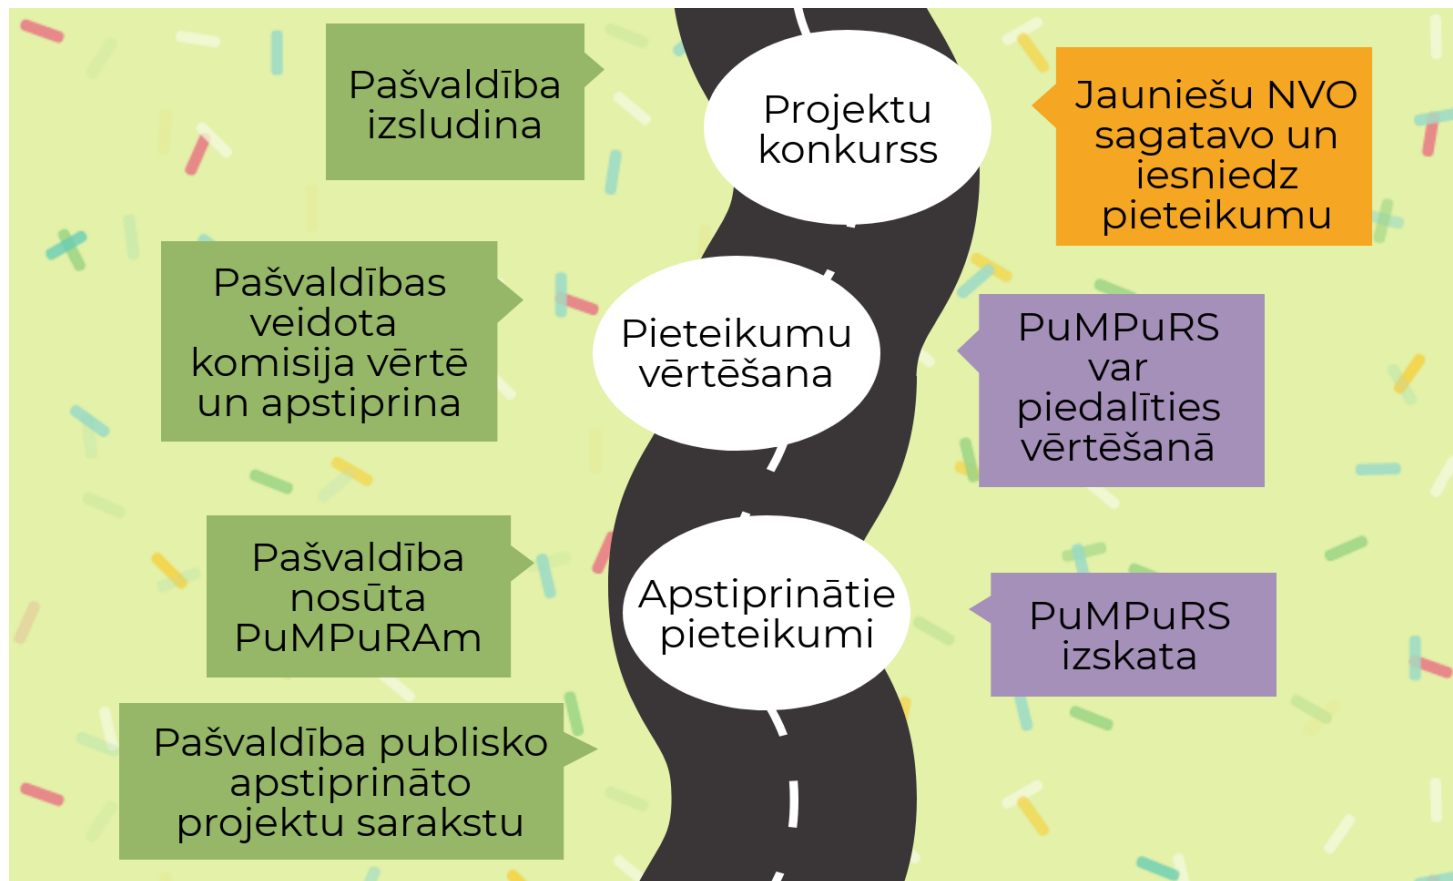 Pašvaldība
izsludina
Projektu
konkurss
Jauniešu NVO
sagatavo un
iesniedz
pieteikumu
Pašvaldības
veidota
komisija vērtē
un apstiprina
Pieteikumu
vērtēšana
PuMPuRS
var
piedalīties
vērtēšanā
Pašvaldība
nosūta
PuMPuRAm
Apstiprinātie
pieteikumi
PuMPuRS
izskata
Pašvaldība publisko
apstiprināto
projektu sarakstu